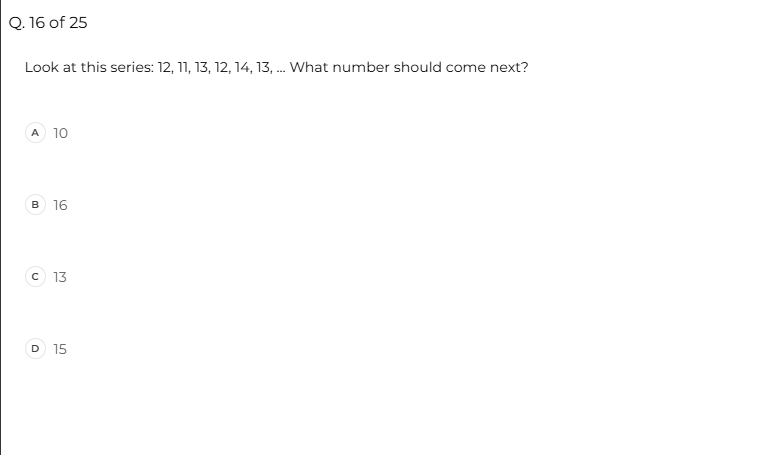 Q. 16 of 25
Look at this series: 12, 11, 13, 12, 14, 13, ... What number should come next?
A 10
B 16
C 13
D 15